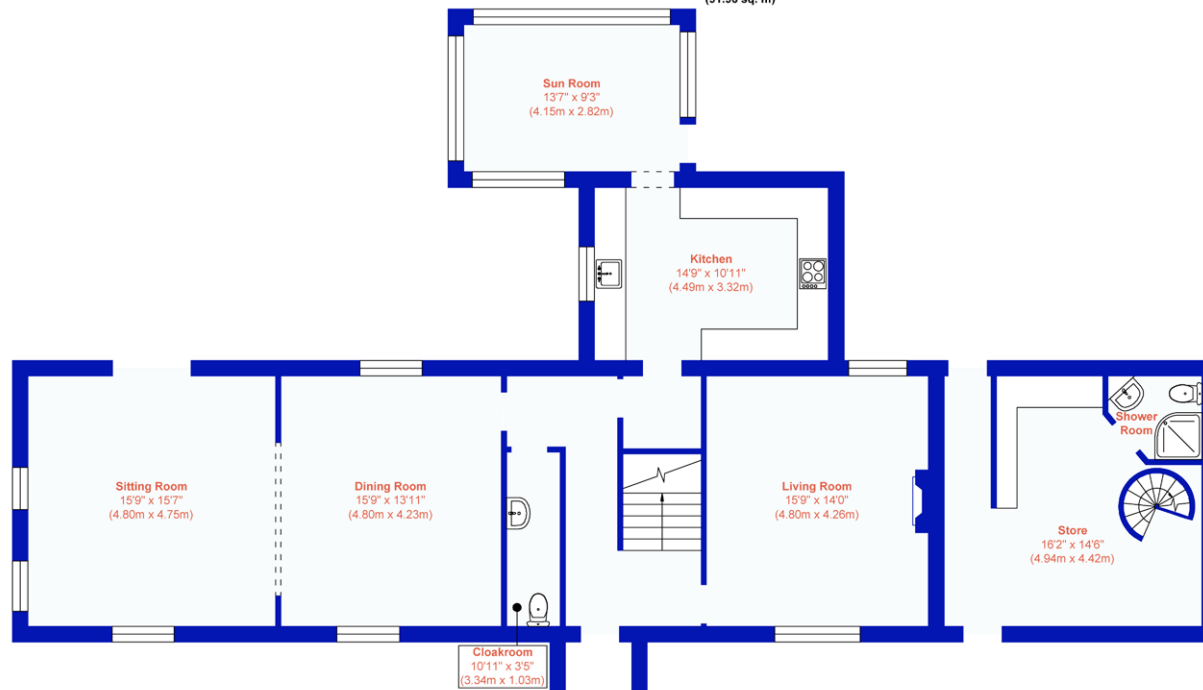 Sun Room
13'7" x 9'3"
(4.15m x 2.82m)
Kitchen
14'9" x 10'11"
(4.49m x 3.32m)
Sitting Room
15'9" x 15'7"
(4.80m x 4.75m)
Dining Room
15'9" x 13'11"
(4.80m x 4.23m)
Living Room
15'9" x 14'0"
(4.80m x 4.26m)
Shower
Room
Store
16'2" x 14'6"
(4.94m x 4.42m)
Cloakroom
10'11" x 3'5"
(3.34m x 1.03m)